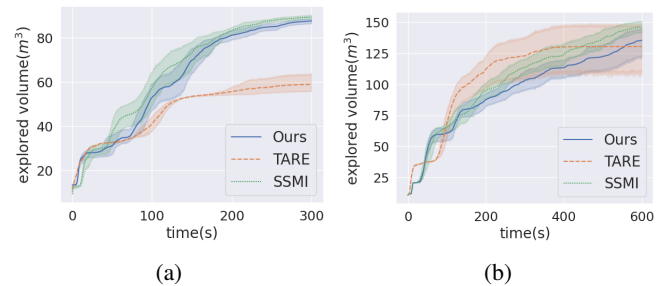 explored volume(m³)
80
60
40
20
Ours
TARE
SSMI
0
100
200
300
time(s)
(a)
explored volume(m³)
150
125
100
75
50
25
Ours
TARE
SSMI
0
200
400
600
time(s)
(b)